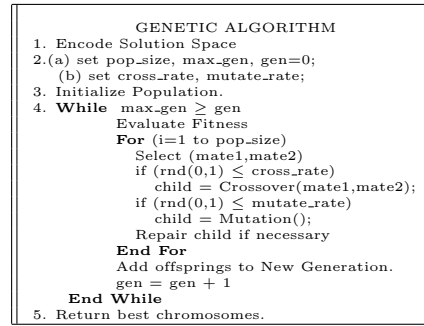 GENETIC ALGORITHM
1. Encode Solution Space
2.(a) set pop_size, max_gen, gen=0;
(b) set cross_rate, mutate_rate;
3. Initialize Population.
4. While max_gen ≥ gen
Evaluate Fitness
For (i=1 to pop_size)
Select (mate1,mate2)
if (rnd(0,1) ≤ cross_rate)
child = Crossover(mate1,mate2);
if (rnd(0,1) ≤ mutate_rate)
child = Mutation();
Repair child if necessary
End For
Add offsprings to New Generation.
gen = gen + 1
End While
5. Return best chromosomes.